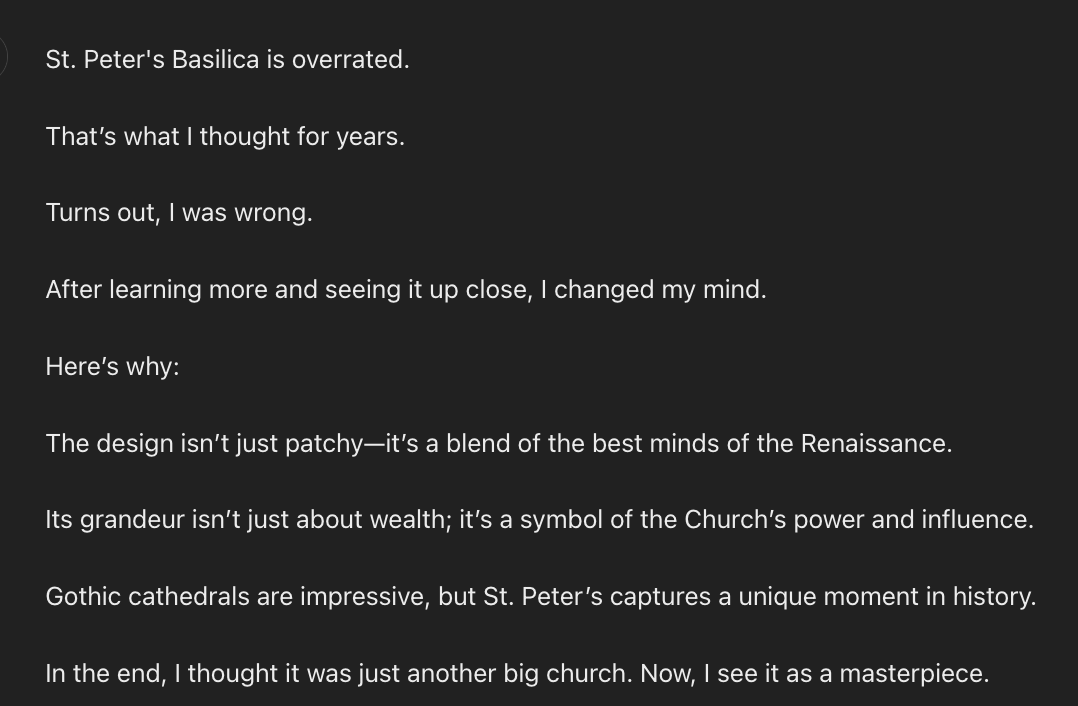 St. Peter's Basilica is overrated.
That’s what I thought for years.
Turns out, I was wrong.
After learning more and seeing it up close, I changed my mind.
Here’s why:
The design isn’t just patchy—it’s a blend of the best minds of the Renaissance.
Its grandeur isn’t just about wealth; it’s a symbol of the Church’s power and influence.
Gothic cathedrals are impressive, but St. Peter’s captures a unique moment in history.
In the end, I thought it was just another big church. Now, I see it as a masterpiece.